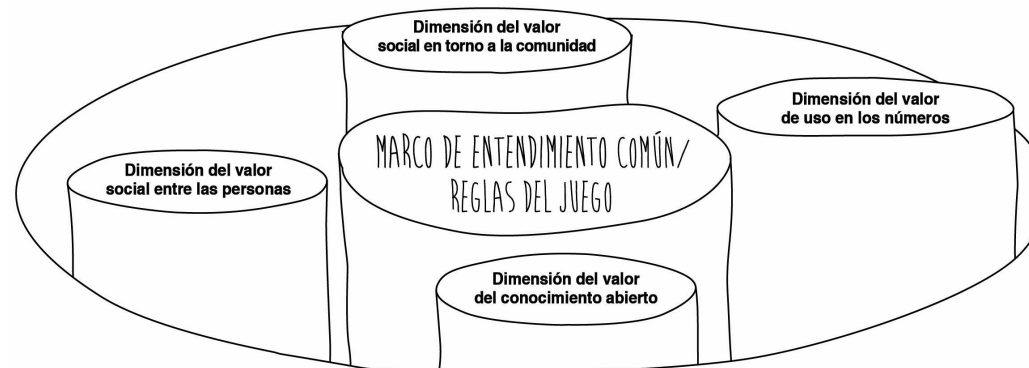 Dimensión del valor
social en torno a la comunidad
Dimensión del valor
de uso en los números
MARCO DE ENTENDIMIENTO COMÚN/
REGLAS DEL JUEGO
Dimensión del valor
social entre las personas
Dimensión del valor
del conocimiento abierto